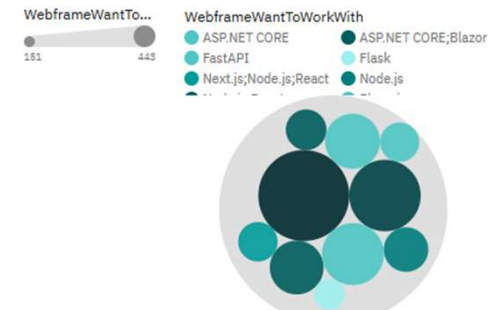 WebframeWantTo...
151
445
WebframeWantToWorkWith
ASP.NET CORE
ASP.NET CORE;Blazor
FastAPI
Flask
Next.js;Node.js;React
Node.js